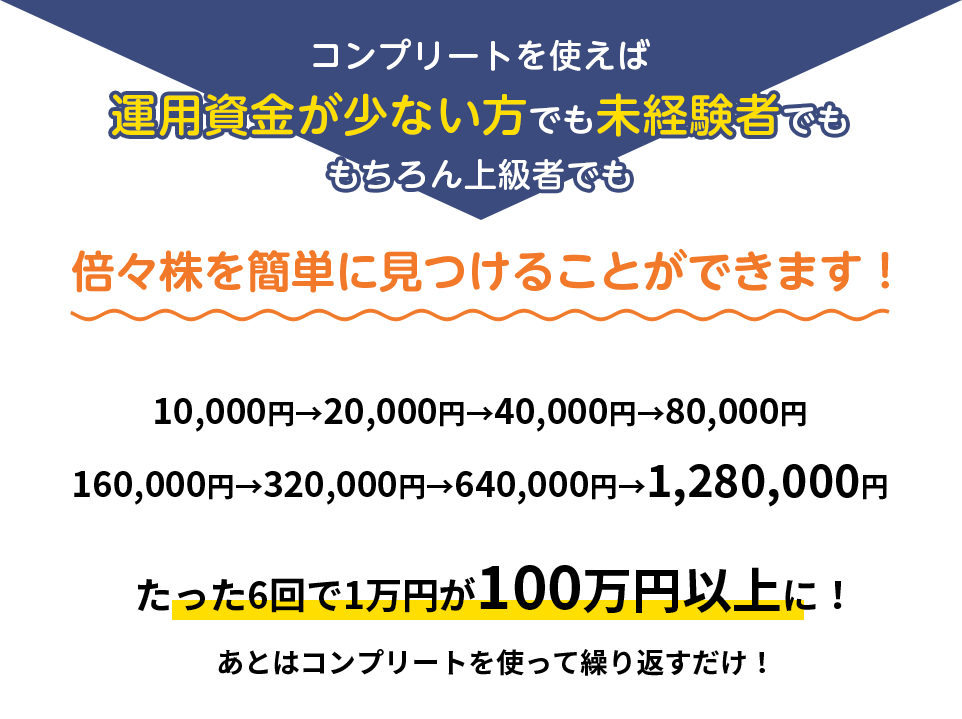 コンプリートを使えば
運用資金が少ない方でも未経験者でも
もちろん上級者でも
倍々株を簡単に見つけることができます！
10,000円→20,000円→40,000円→80,000円
160,000円→320,000円→640,000円→1,280,000円
たった6回で1万円が100万円以上に！
あとはコンプリートを使って繰り返すだけ！